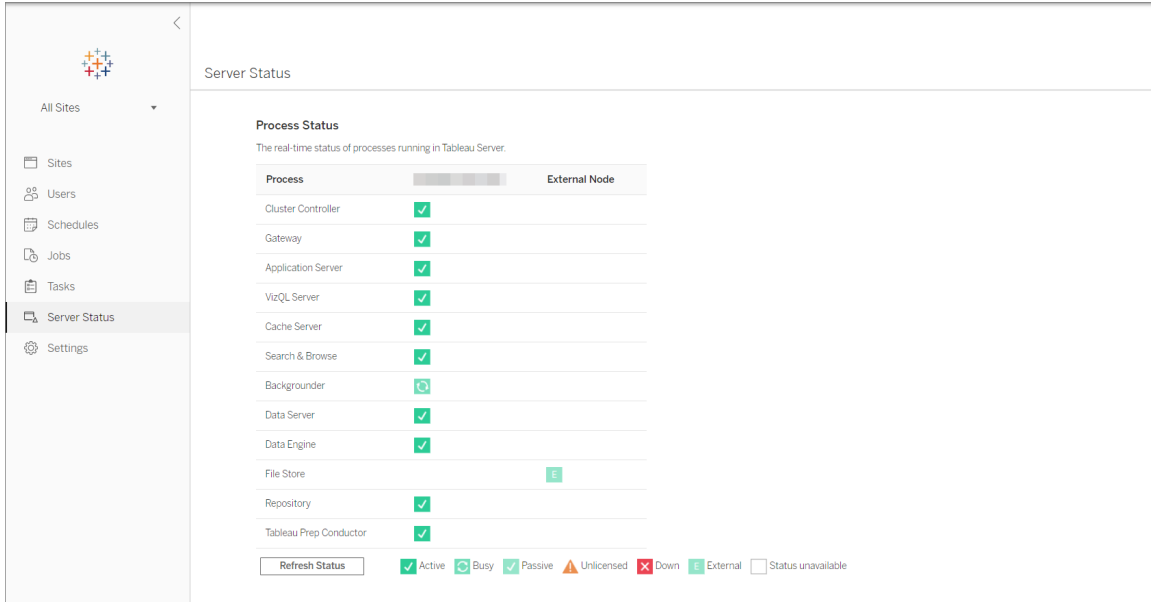 All Sites
Sites
Users
Schedules
Jobs
Tasks
Server Status
Settings
Server Status
Process Status
The real-time status of processes running in Tableau Server.
Process External Node
Cluster Controller
Gateway
Application Server
VizQL Server
Cache Server
Search & Browse
Backgrounder
Data Server
Data Engine
File Store E
Repository
Tableau Prep Conductor
Refresh Status Active Busy Passive Unlicensed Down E External Status unavailable